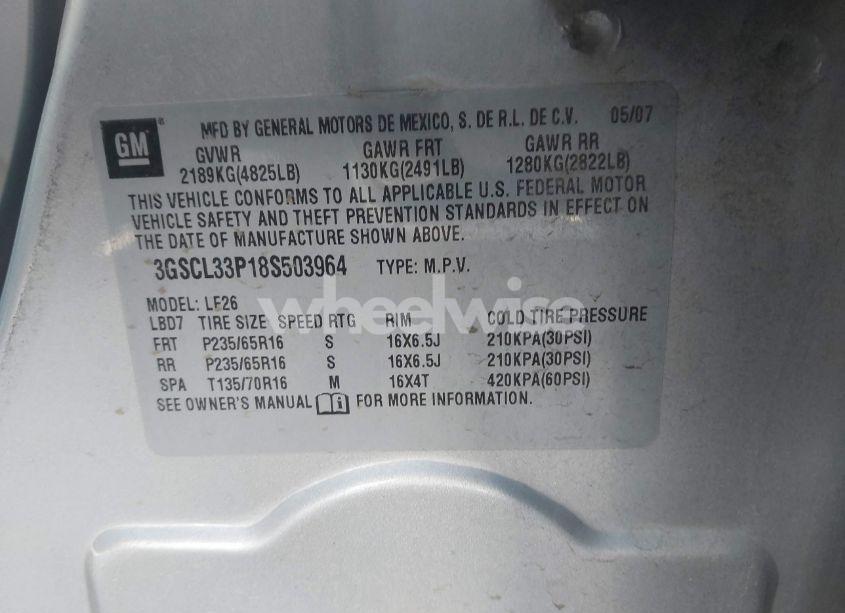 GM ® MFD BY GENERAL MOTORS DE MEXICO, S. DE R.L. DE C.V. 05/07
GVWR GAWR FRT GAWR RR
2189KG(4825LB) 1130KG(2491LB) 1280KG(2822LB)
THIS VEHICLE CONFORMS TO ALL APPLICABLE U.S. FEDERAL MOTOR
VEHICLE SAFETY AND THEFT PREVENTION STANDARDS IN EFFECT ON
THE DATE OF MANUFACTURE SHOWN ABOVE.
3GSCL33P18S503964 TYPE: M.P.V.
MODEL: LF26
wheelwise
LBD7 TIRE SIZE SPEED RTG RIM COLD TIRE PRESSURE
FRT P235/65R16 S 16X6.5J 210KPA(30PSI)
RR P235/65R16 S 16X6.5J 210KPA(30PSI)
SPA T135/70R16 M 16X4T 420KPA(60PSI)
SEE OWNER'S MANUAL i FOR MORE INFORMATION.